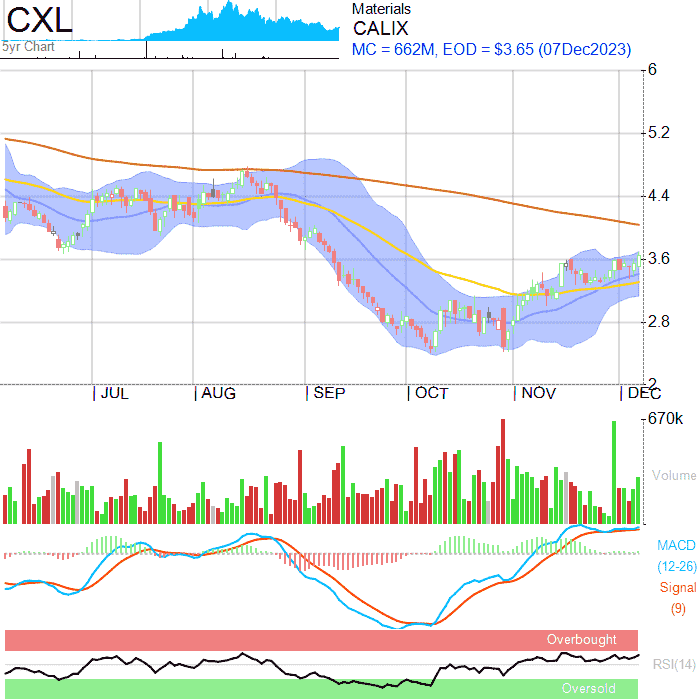 CXL
5yr Chart
Materials
CALIX
MC = 662M, EOD = $3.65 (07Dec2023)
6
5.2
4.4
3.6
2.8
2
JUL AUG SEP OCT NOV DEC
670k
Volume
MACD
(12-26)
Signal
(9)
Overbought
RSI(14)
Oversold